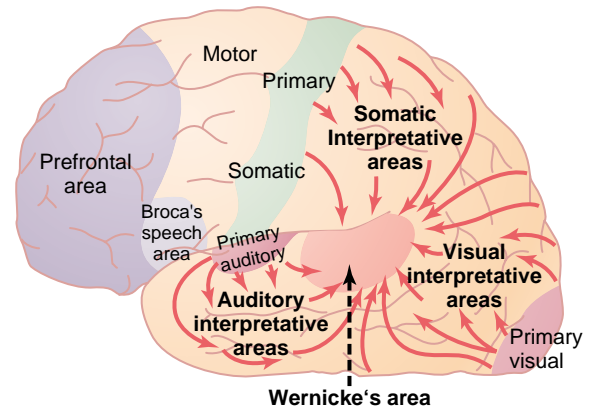 Motor
Primary
Somatic
Interpretative
areas
Prefrontal
area
Somatic
Broca's
speech
area
Primary
auditory
Visual
interpretative
areas
Auditory
interpretative
areas
Primary
visual
Wernicke‘s area